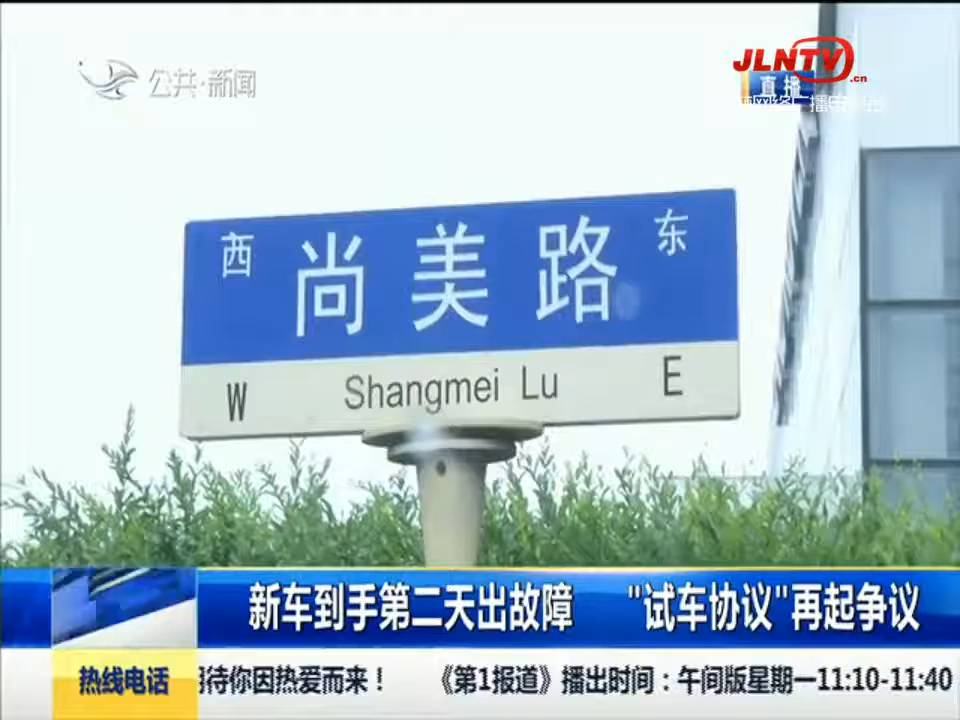 公共·新闻
JLNTV.cn
直播
西 尚美路 东
W Shangmei Lu E
新车到手第二天出故障 "试车协议"再起争议
热线电话 待你因热爱而来! 《第1报道》播出时间:午间版星期一11:10-11:40